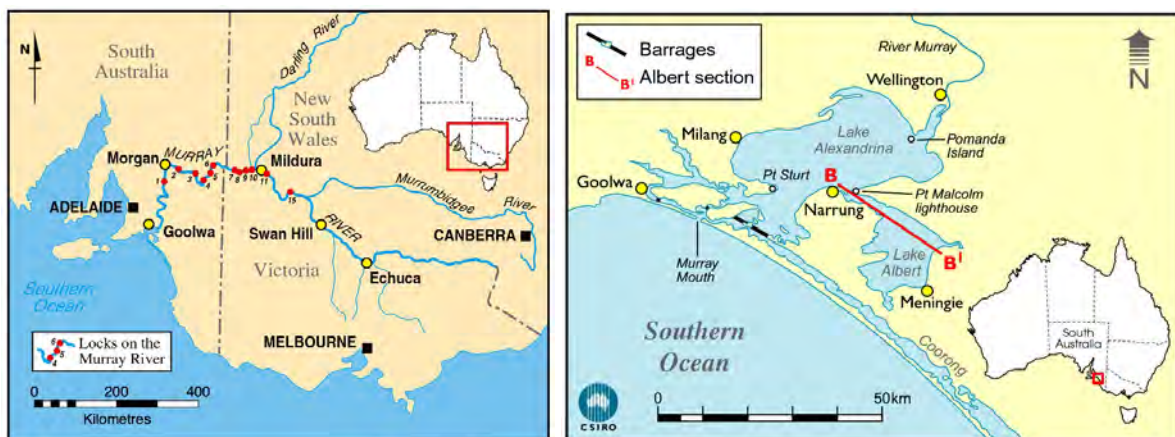 N
South
Australia
Darling River
New
South
Wales
Morgan
MURRAY
Mildura
1
2
3
4
5
6
7
8
9
10
11
15
Murrumbidgee
River
ADELAIDE
Goolwa
Swan Hill
RIVER
CANBERRA
Victoria
Echuca
Southern
Ocean
MELBOURNE
6
5
4
Locks on the
Murray River
0 200 400
Kilometres
Barrages
B
B'
Albert section
River Murray
N
Wellington
Milang
Lake
Alexandrina
Pomanda
Island
Goolwa
Pt Sturt
B
Narrung
Pt Malcolm
lighthouse
Murray
Mouth
Lake
Albert
B'
Meningie
Southern
Ocean
Coorong
South
Australia
CSIRO
0 50km